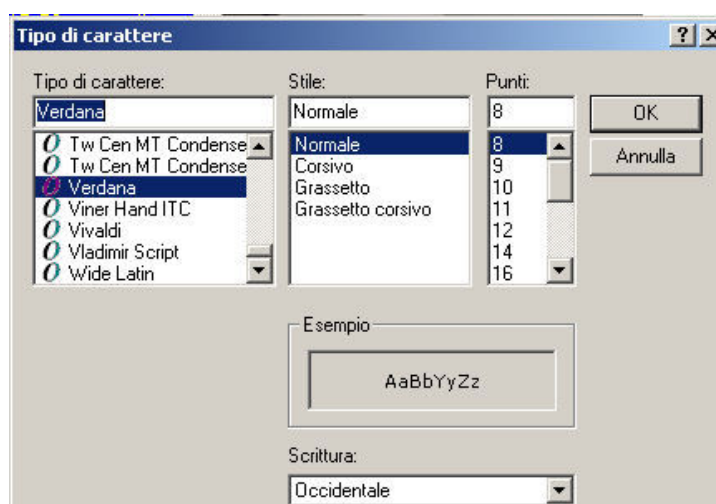 Tipo di carattere
Tipo di carattere:
Verdana
Tw Cen MT Condense
Tw Cen MT Condense
Verdana
Viner Hand ITC
Vivaldi
Vladimir Script
Wide Latin
Stile:
Normale
Normale
Corsivo
Grassetto
Grassetto corsivo
Punti:
8
8
9
10
11
12
14
16
OK
Annulla
Esempio
AaBbYyZz
Scrittura:
Occidentale